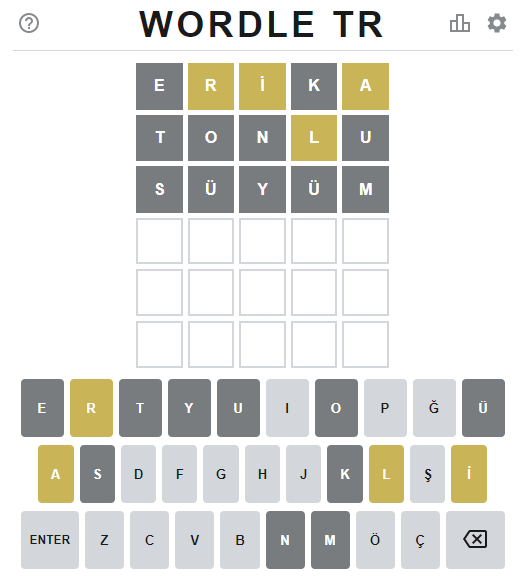 ? WORDLE TR
E R İ K A
T O N L U
S Ü Y Ü M
E R T Y U I O P Ğ Ü
A S D F G H J K L Ş İ
ENTER Z C V B N M Ö Ç